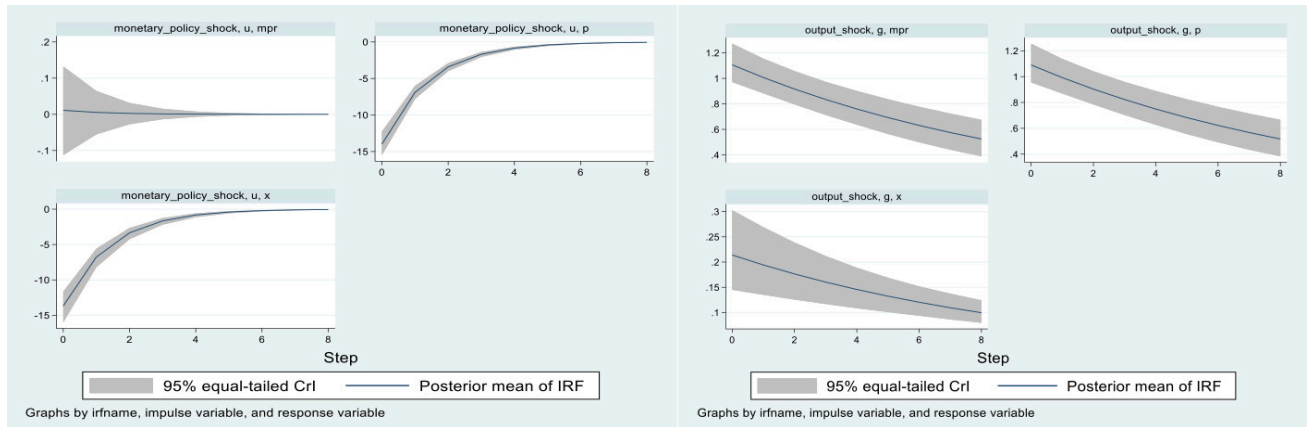 monetary_policy_shock, u, mpr
.2
.1
0
-.1
monetary_policy_shock, u, p
0
-5
-10
-15
0 2 4 6 8
monetary_policy_shock, u, x
0
-5
-10
-15
0 2 4 6 8
Step
95% equal-tailed CrI Posterior mean of IRF
Graphs by irfname, impulse variable, and response variable
output_shock, g, mpr
1.2
1
.8
.6
.4
output_shock, g, p
1.2
1
.8
.6
.4
0 2 4 6 8
output_shock, g, x
.3
.25
.2
.15
.1
0 2 4 6 8
Step
95% equal-tailed CrI Posterior mean of IRF
Graphs by irfname, impulse variable, and response variable